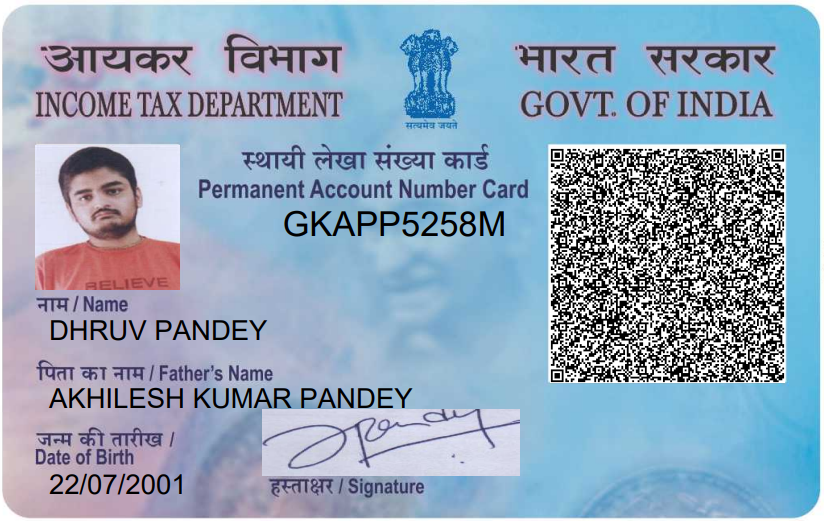 आयकर विभाग
INCOME TAX DEPARTMENT
सत्यमेव जयते
भारत सरकार
GOVT. OF INDIA
स्थायी लेखा संख्या कार्ड
Permanent Account Number Card
GKAPP5258M
BELIEVE
नाम / Name
DHRUV PANDEY
पिता का नाम / Father's Name
AKHILESH KUMAR PANDEY
जन्म की तारीख /
Date of Birth
22/07/2001
हस्ताक्षर / Signature